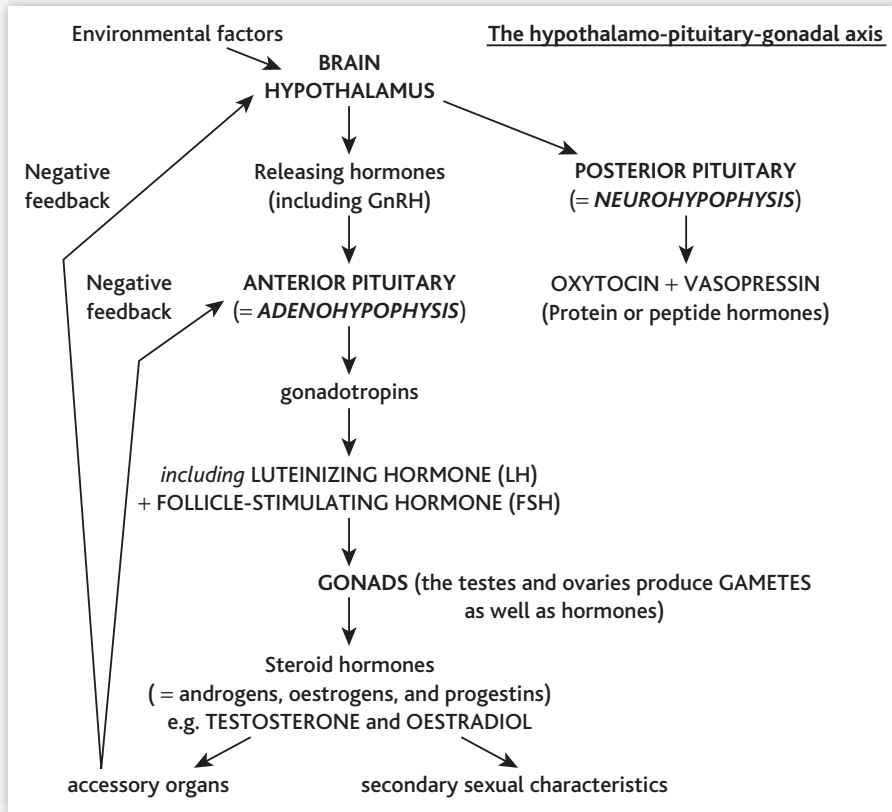 Environmental factors
The hypothalamo-pituitary-gonadal axis
BRAIN
HYPOTHALAMUS
Negative
feedback
Releasing hormones
(including GnRH)
POSTERIOR PITUITARY
(= NEUROHYPOPHYSIS)
Negative
feedback
ANTERIOR PITUITARY
(= ADENOHYPOPHYSIS)
OXYTOCIN + VASOPRESSIN
(Protein or peptide hormones)
gonadotropins
including LUTEINIZING HORMONE (LH)
+ FOLLICLE-STIMULATING HORMONE (FSH)
GONADS (the testes and ovaries produce GAMETES
as well as hormones)
Steroid hormones
( = androgens, oestrogens, and progestins)
e.g. TESTOSTERONE and OESTRADIOL
accessory organs
secondary sexual characteristics